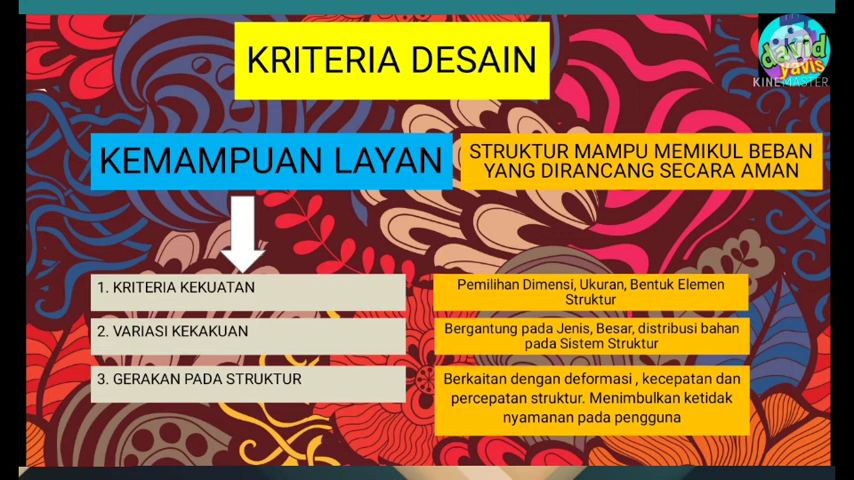 KRITERIA DESAIN
david
yavis
KINEMASTER
KEMAMPUAN LAYAN
STRUKTUR MAMPU MEMIKUL BEBAN
YANG DIRANCANG SECARA AMAN
1. KRITERIA KEKUATAN
Pemilihan Dimensi, Ukuran, Bentuk Elemen
Struktur
2. VARIASI KEKAKUAN
Bergantung pada Jenis, Besar, distribusi bahan
pada Sistem Struktur
3. GERAKAN PADA STRUKTUR
Berkaitan dengan deformasi , kecepatan dan
percepatan struktur. Menimbulkan ketidak
nyamanan pada pengguna